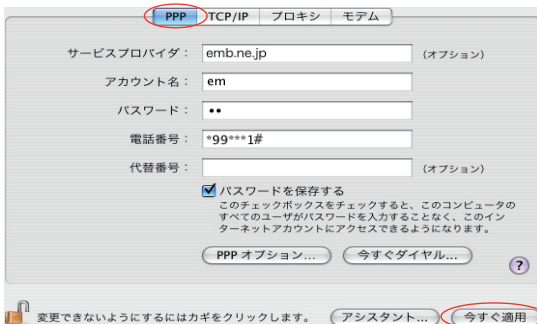 PPP TCP/IP プロキシ モデム
サービスプロバイダ： emb.ne.jp (オプション)
アカウント名： em
パスワード： ••
電話番号： *99***1#
代替番号： (オプション)
パスワードを保存する
このチェックボックスをチェックすると、このコンピュータの
すべてのユーザがパスワードを入力することなく、このイン
ターネットアカウントにアクセスできるようになります。
PPP オプション... 今すぐダイヤル...
?
変更できないようにするにはカギをクリックします。 アシスタント... 今すぐ適用